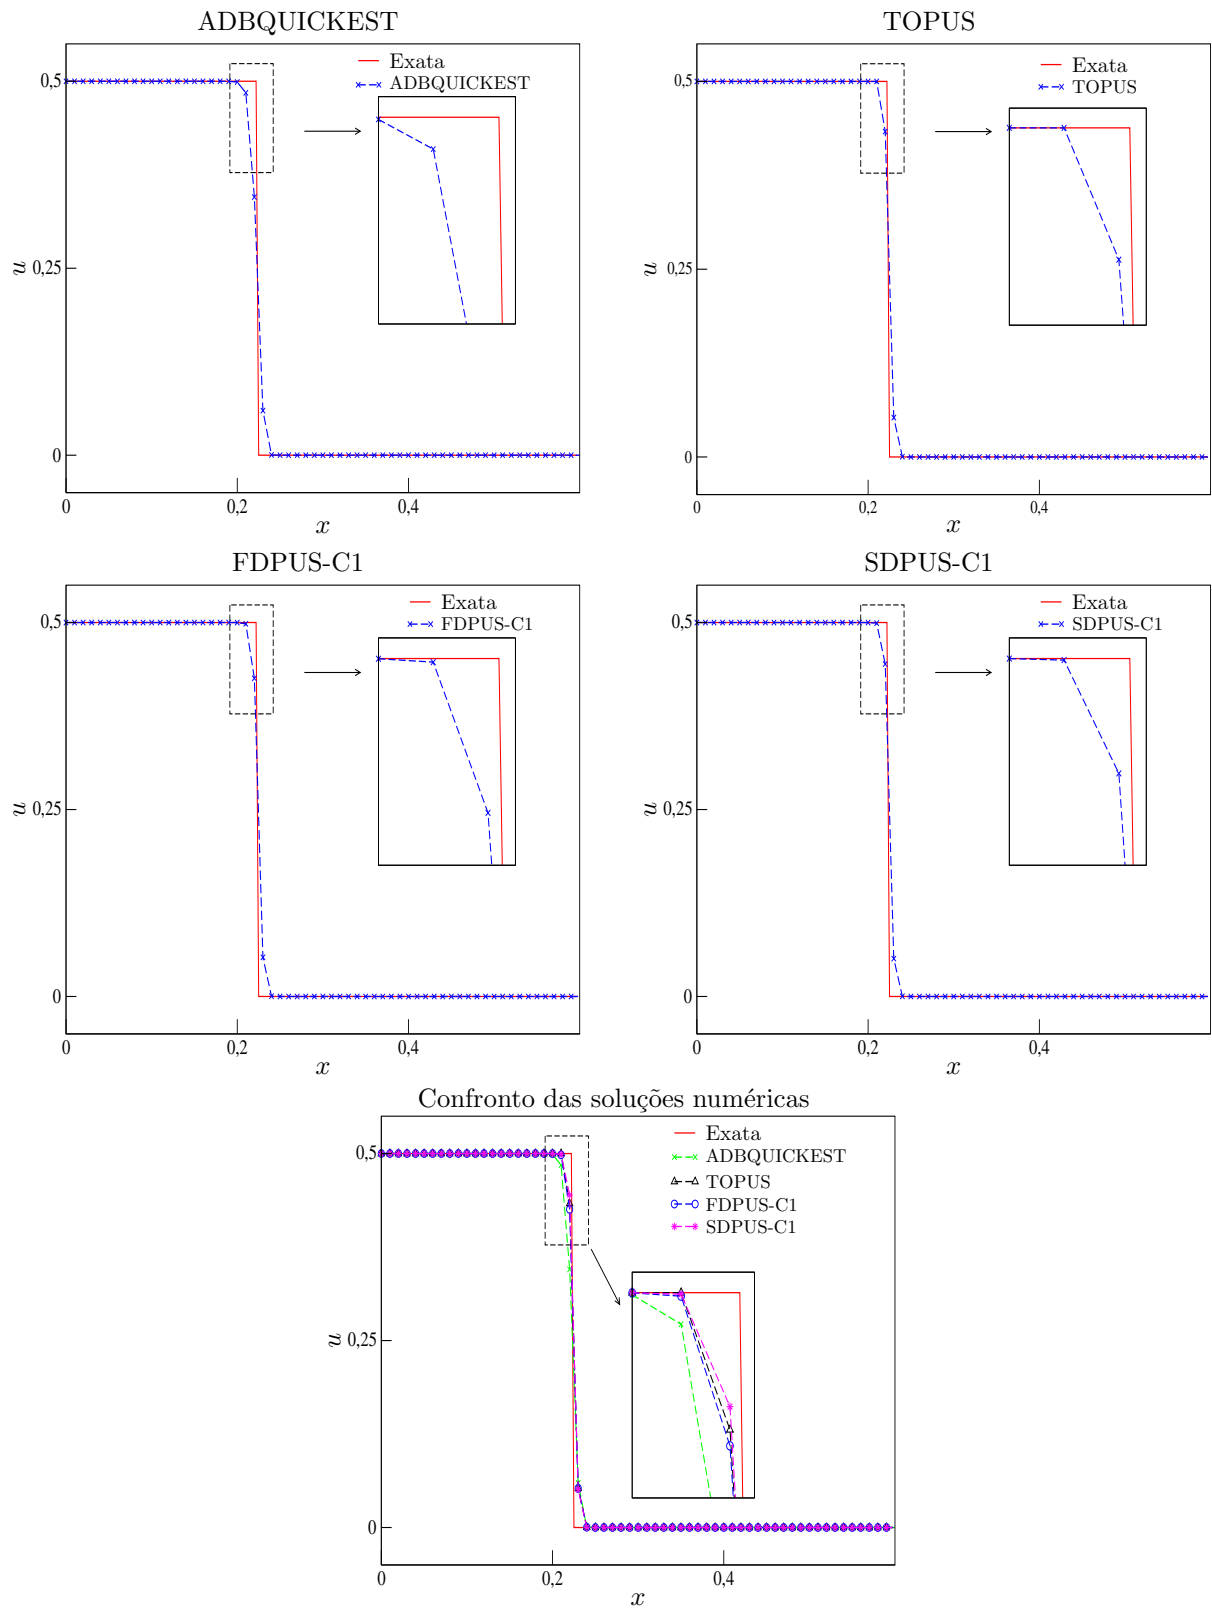 ADBQUICKEST
Exata
ADBQUICKEST
u
0,5
0,25
0
0
0,2
0,4
x
TOPUS
Exata
TOPUS
u
0,5
0,25
0
0
0,2
0,4
x
FDPUS-C1
Exata
FDPUS-C1
u
0,5
0,25
0
0
0,2
0,4
x
SDPUS-C1
Exata
SDPUS-C1
u
0,5
0,25
0
0
0,2
0,4
x
Confronto das soluções numéricas
Exata
ADBQUICKEST
TOPUS
FDPUS-C1
SDPUS-C1
u
0,5
0,25
0
0
0,2
0,4
x